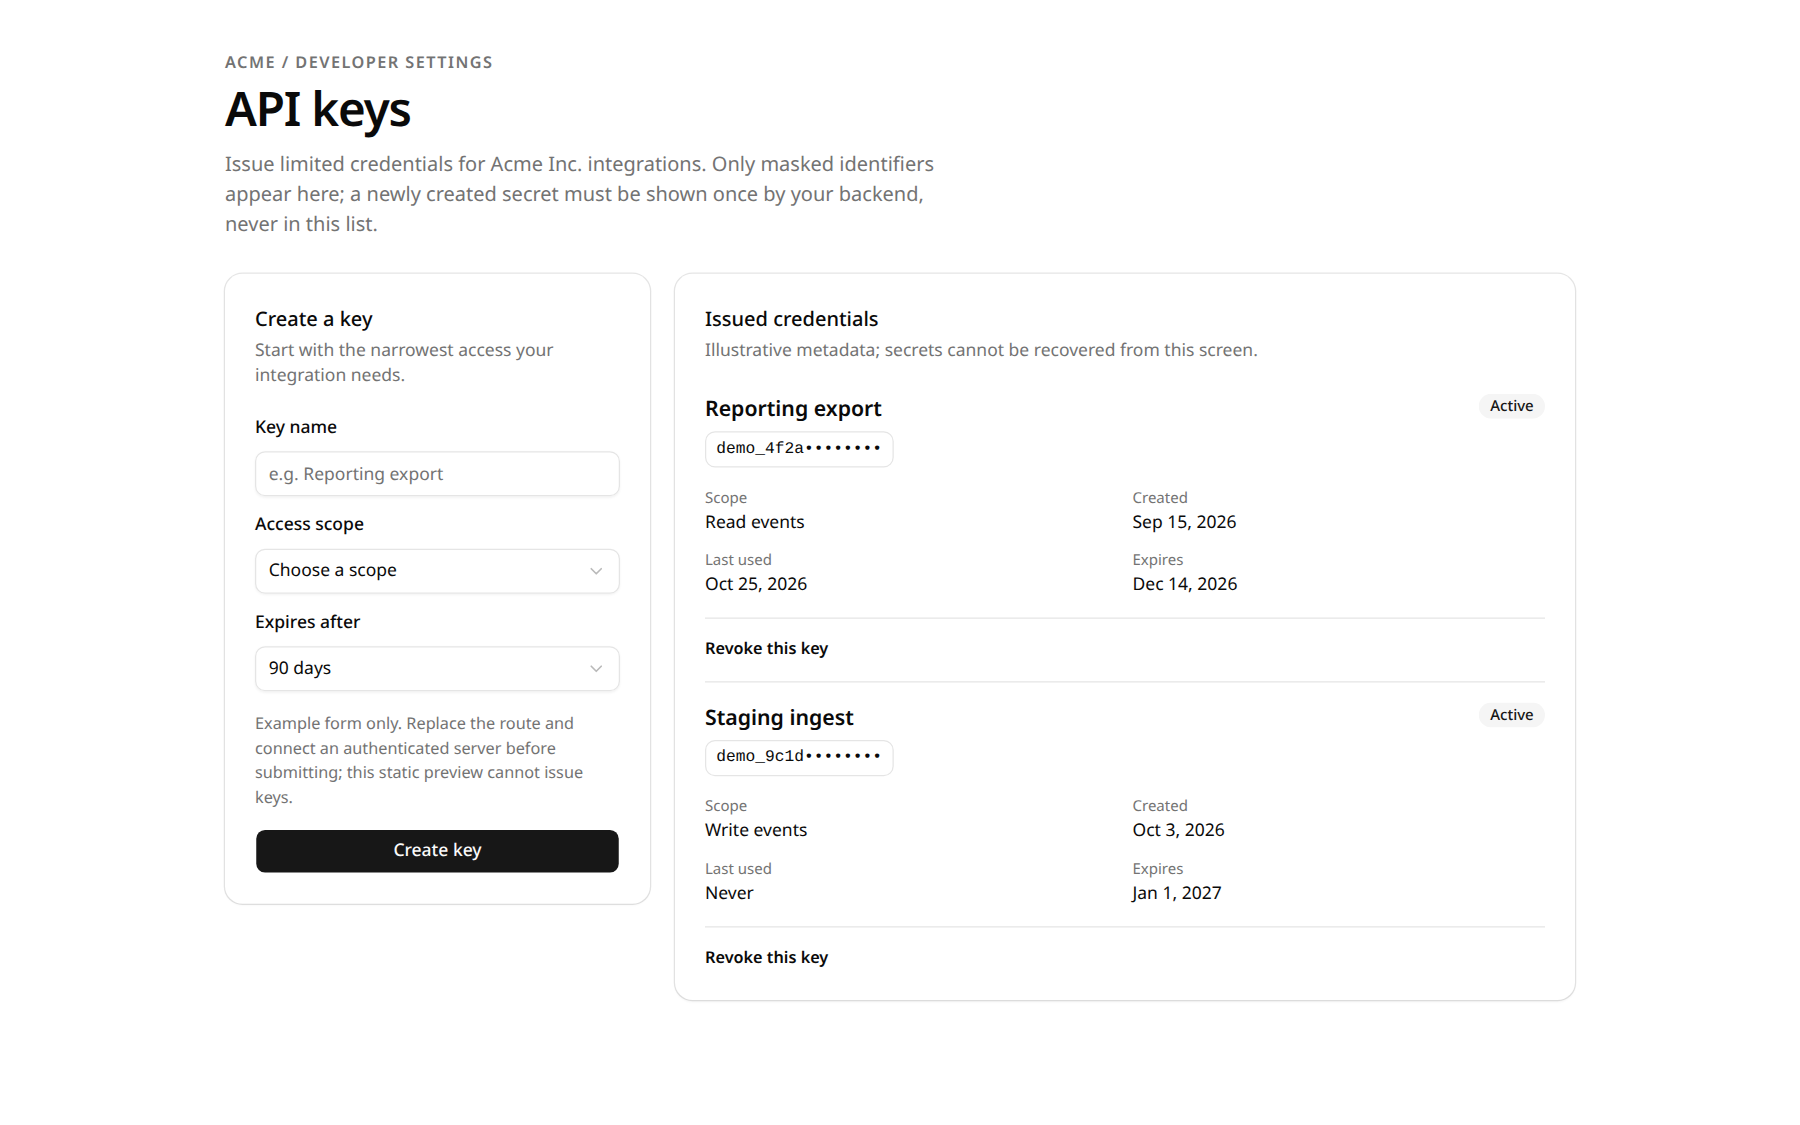 ACME / DEVELOPER SETTINGS
API keys
Issue limited credentials for Acme Inc. integrations. Only masked identifiers
appear here; a newly created secret must be shown once by your backend,
never in this list.
Create a key
Start with the narrowest access your
integration needs.
Key name
e.g. Reporting export
Access scope
Choose a scope
Expires after
90 days
Example form only. Replace the route and
connect an authenticated server before
submitting; this static preview cannot issue
keys.
Create key
Issued credentials
Illustrative metadata; secrets cannot be recovered from this screen.
Reporting export
Active
demo_4f2a••••••••
Scope
Read events
Created
Sep 15, 2026
Last used
Oct 25, 2026
Expires
Dec 14, 2026
Revoke this key
Staging ingest
Active
demo_9c1d••••••••
Scope
Write events
Created
Oct 3, 2026
Last used
Never
Expires
Jan 1, 2027
Revoke this key